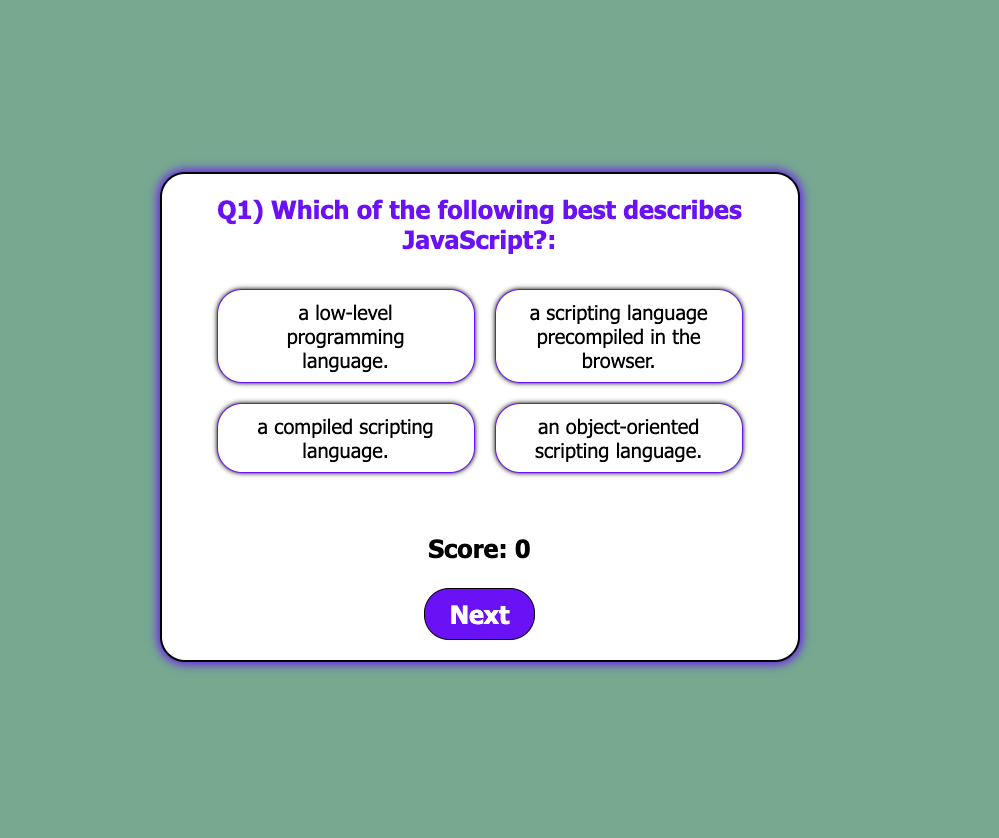 Q1) Which of the following best describes
JavaScript?:
a low-level
programming
language.
a scripting language
precompiled in the
browser.
a compiled scripting
language.
an object-oriented
scripting language.
Score: 0
Next